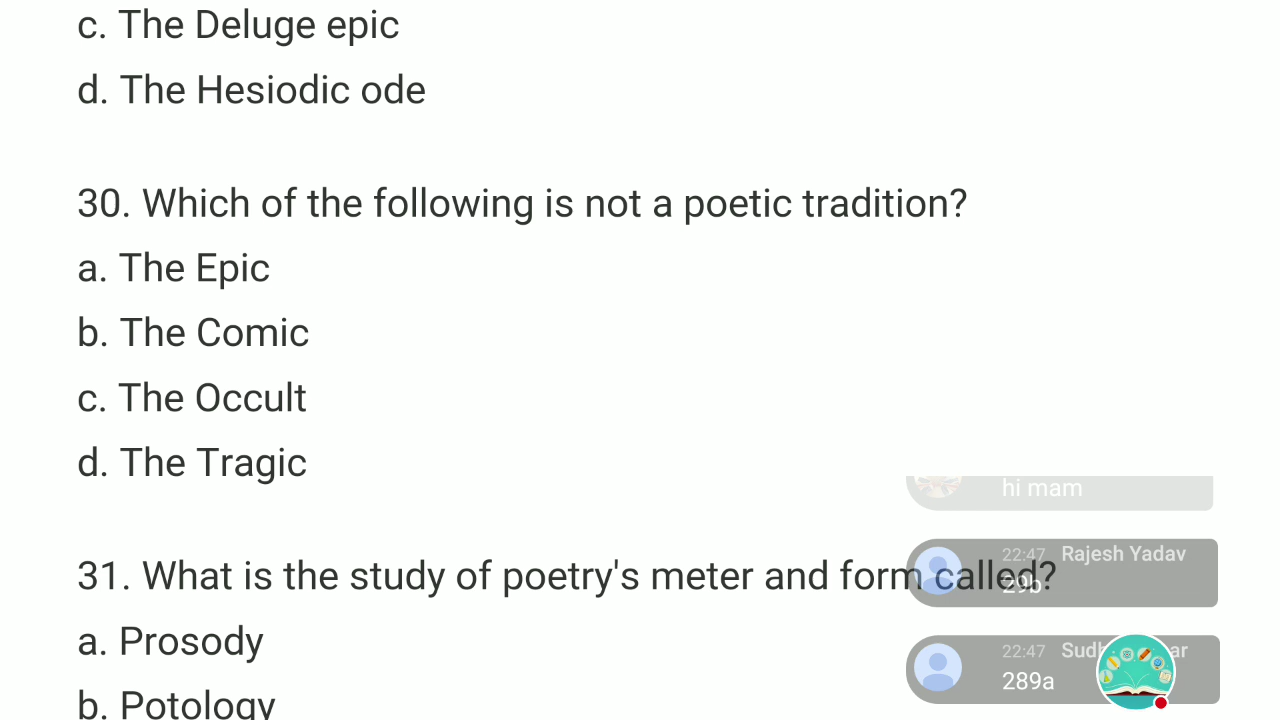 c. The Deluge epic
d. The Hesiodic ode
30. Which of the following is not a poetic tradition?
a. The Epic
b. The Comic
c. The Occult
d. The Tragic
hi mam
31. What is the study of poetry's meter and form called?
22:47 Rajesh Yadav
29b
a. Prosody
22:47
289a
b. Potology